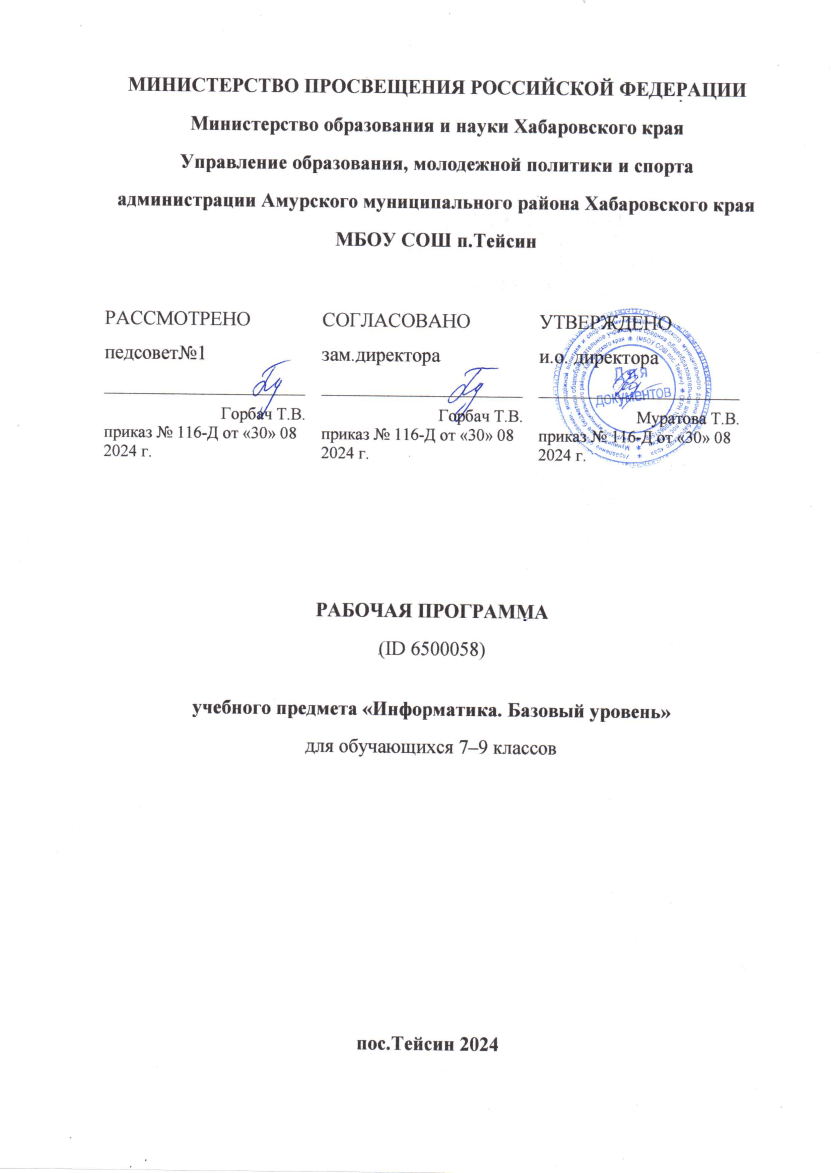 МИНИСТЕРСТВО ПРОСВЕЩЕНИЯ РОССИЙСКОЙ ФЕДЕРАЦИИ
Министерство образования и науки Хабаровского края
Управление образования, молодежной политики и спорта
администрации Амурского муниципального района Хабаровского края
МБОУ СОШ п.Тейсин
РАССМОТРЕНО
педсовет№1
Горбач Т.В.
приказ № 116-Д от «30» 08
2024 г.
СОГЛАСОВАНО
зам.директора
Горбач Т.В.
приказ № 116-Д от «30» 08
2024 г.
УТВЕРЖДЕНО
и.о. директора
Муратова Т.В.
приказ № 116-Д от «30» 08
2024 г.
Для
документов
РАБОЧАЯ ПРОГРАММА
(ID 6500058)
учебного предмета «Информатика. Базовый уровень»
для обучающихся 7–9 классов
пос.Тейсин 2024